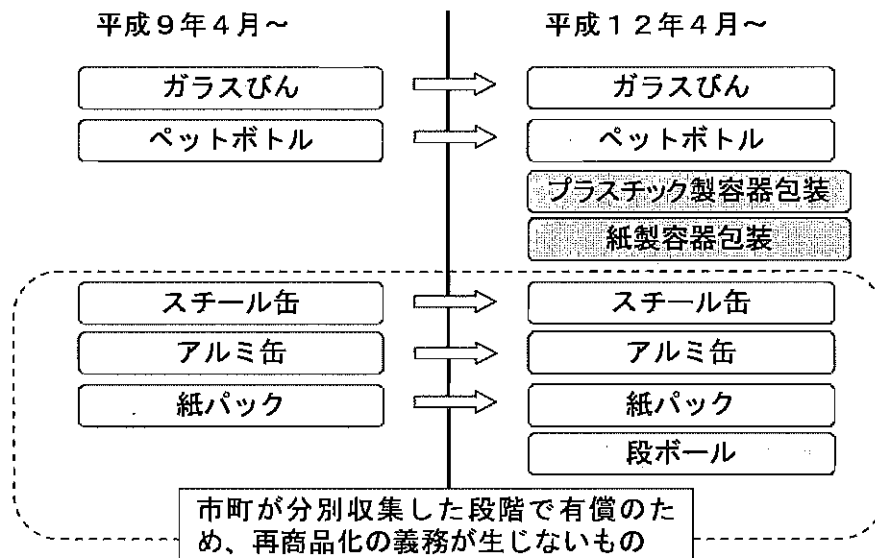 平成９年４月～
平成１２年４月～
ガラスびん
ガラスびん
ペットボトル
ペットボトル
プラスチック製容器包装
紙製容器包装
スチール缶
スチール缶
アルミ缶
アルミ缶
紙パック
紙パック
段ボール
市町が分別収集した段階で有償のた
め、再商品化の義務が生じないもの